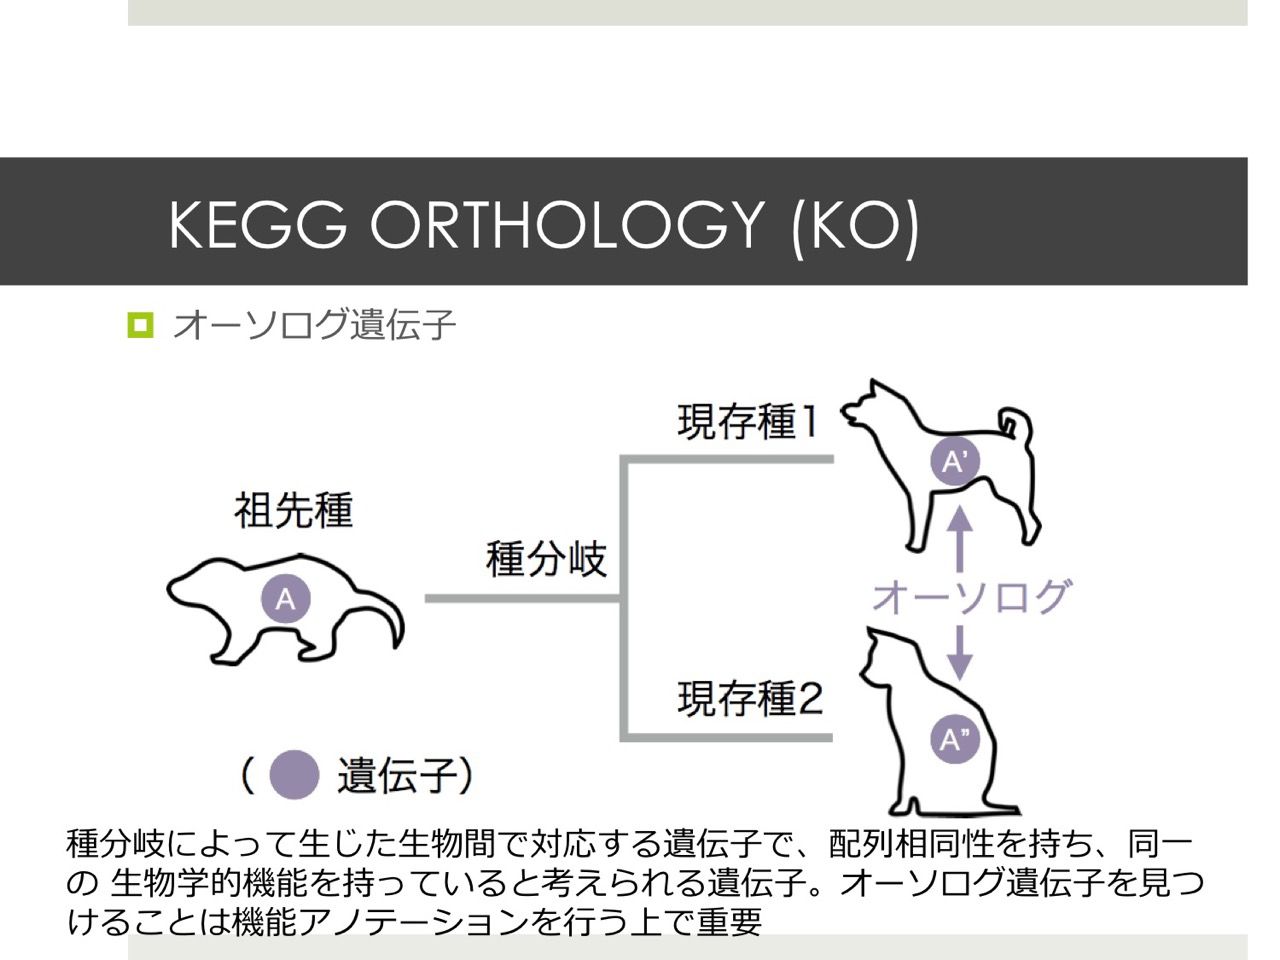 KEGG ORTHOLOGY (KO)
オーソログ遺伝子
現存種1
A'
祖先種
種分岐
A
オーソログ
現存種2
A”
( 遺伝子)
種分岐によって生じた生物間で対応する遺伝子で、配列相同性を持ち、同一
の 生物学的機能を持っていると考えられる遺伝子。オーソログ遺伝子を見つ
けることは機能アノテーションを行う上で重要